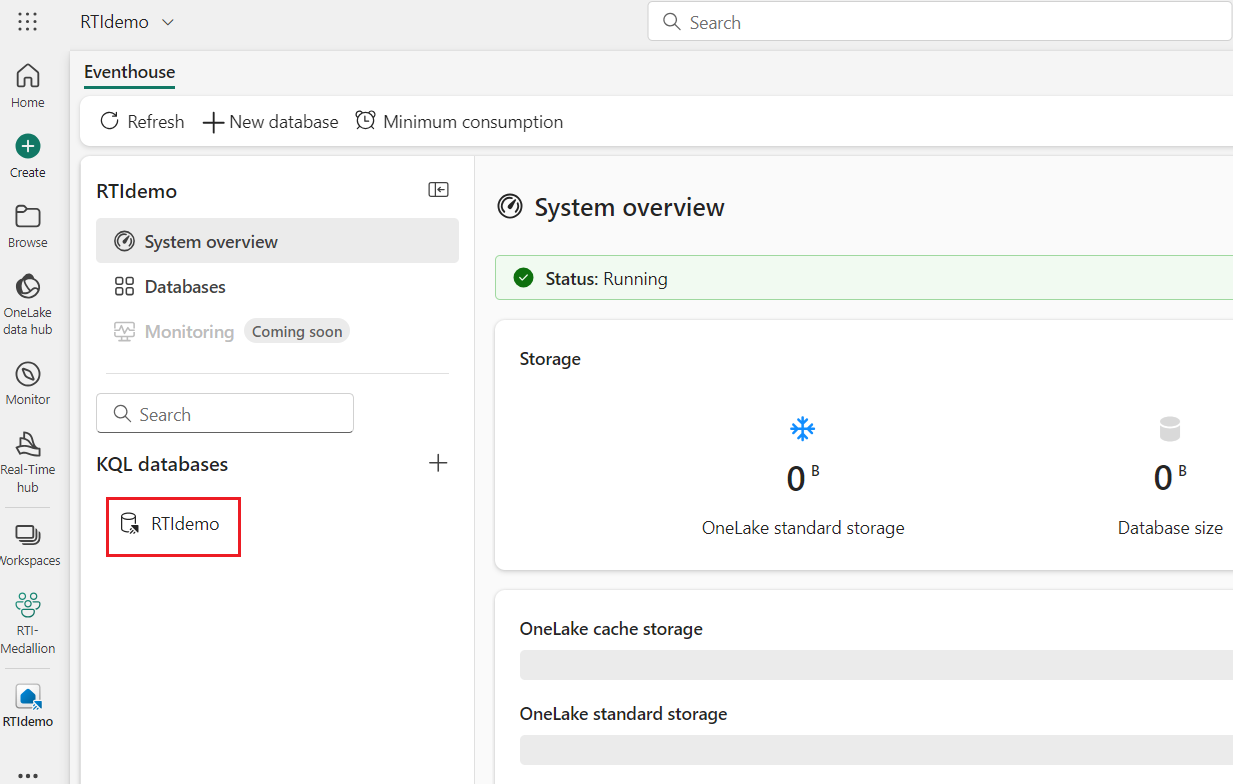 RTIdemo
Search
Home
Create
Browse
OneLake
data hub
Monitor
Real-Time
hub
Workspaces
RTI-
Medallion
RTIdemo
Eventhouse
Refresh
New database
Minimum consumption
RTIdemo
System overview
Databases
Monitoring
Coming soon
Search
KQL databases
RTIdemo
System overview
Status: Running
Storage
0 B
OneLake standard storage
0 B
Database size
OneLake cache storage
OneLake standard storage